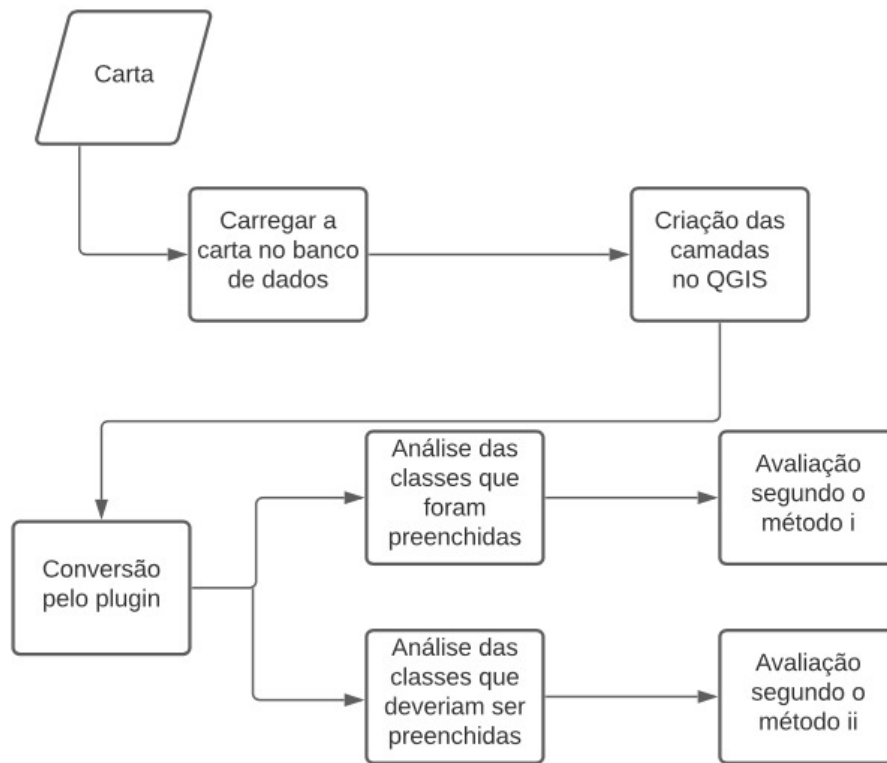 Carta
Carregar a
carta no banco
de dados
Criação das
camadas
no QGIS
Conversão
pelo plugin
Análise das
classes que
foram
preenchidas
Avaliação
segundo o
método i
Análise das
classes que
deveriam ser
preenchidas
Avaliação
segundo o
método ii